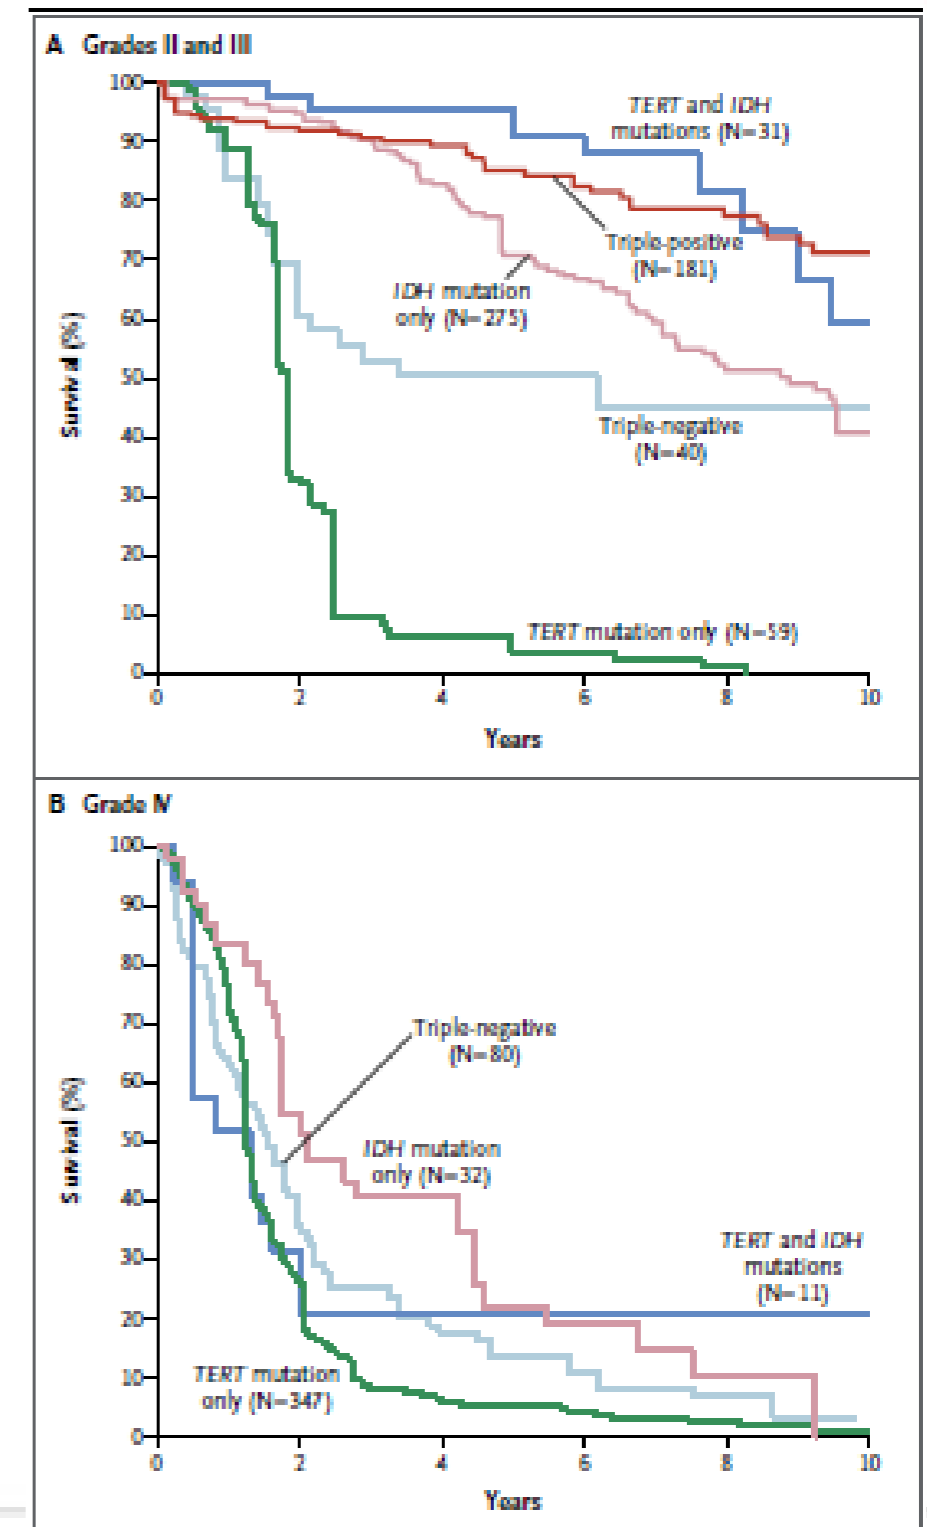 A Grades II and III
100
90
80
70
60
50
40
30
20
10
0
Survival (%)
TERT and IDH
mutations (N=31)
Triple-positive
(N=181)
IDH mutation
only (N=275)
Triple-negative
(N=40)
TERT mutation only (N=59)
0 2 4 6 8 10
Years
B Grade IV
100
90
80
70
60
50
40
30
20
10
0
Survival (%)
Triple-negative
(N=80)
IDH mutation
only (N=32)
TERT and IDH
mutations
(N=11)
TERT mutation
only (N=347)
0 2 4 6 8 10
Years